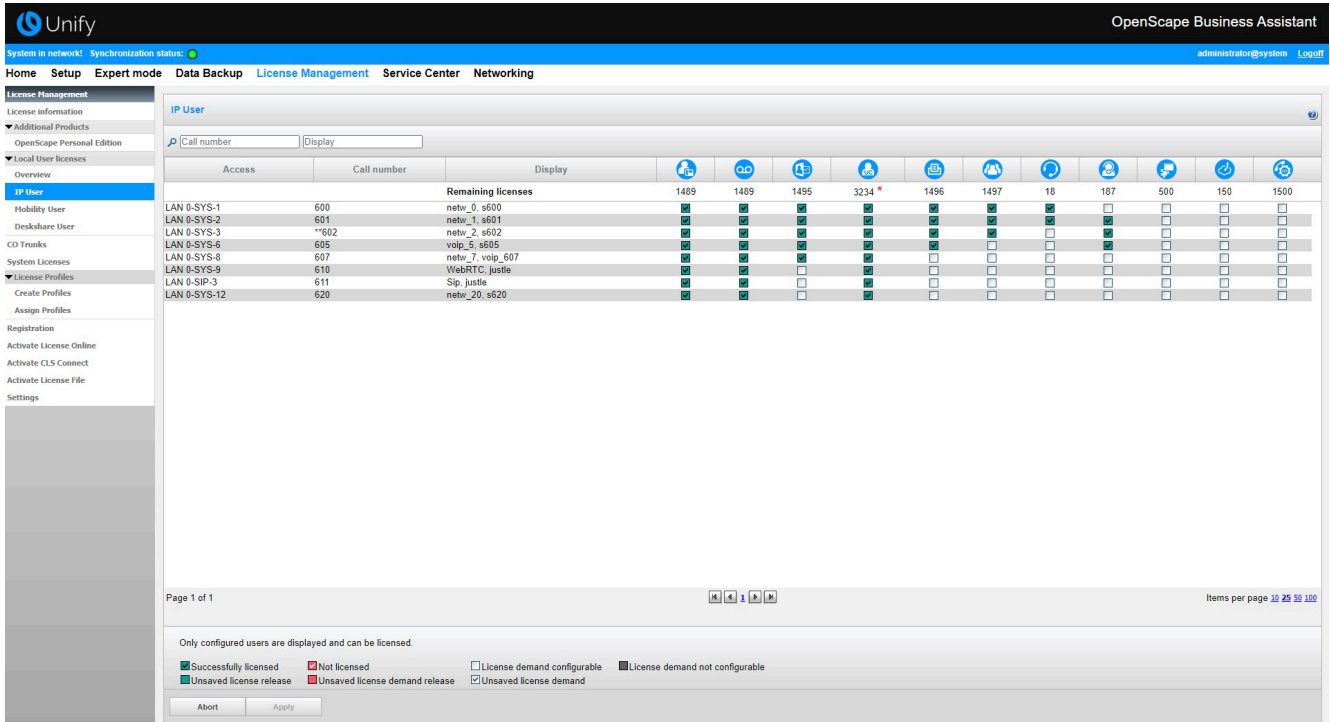 Unify
OpenScape Business Assistant
System in network! Synchronization status:
administrator@system Logoff
Home Setup Expert mode Data Backup License Management Service Center Networking
License Management
License information
Additional Products
OpenScape Personal Edition
Local User licenses
Overview
IP User
Mobility User
Deskshare User
CO Trunks
System Licenses
License Profiles
Create Profiles
Assign Profiles
Registration
Activate License Online
Activate CLS Connect
Activate License File
Settings
IP User
Call number Display
Access Call number Display
Remaining licenses 1489 1489 1495 3234 * 1496 1497 18 187 500 150 1500
LAN 0-SYS-1 600 netw_0, s600
LAN 0-SYS-2 601 netw_1, s601
LAN 0-SYS-3 **602 netw_2, s602
LAN 0-SYS-6 605 voip_5, s605
LAN 0-SYS-8 607 netw_7, voip_607
LAN 0-SYS-9 610 WebRTC, justle
LAN 0-SIP-3 611 Sip, justle
LAN 0-SYS-12 620 netw_20, s620
Page 1 of 1
1
Items per page 10 25 50 100
Only configured users are displayed and can be licensed.
Successfully licensed Not licensed License demand configurable License demand not configurable
Unsaved license release Unsaved license demand release Unsaved license demand
Abort Apply